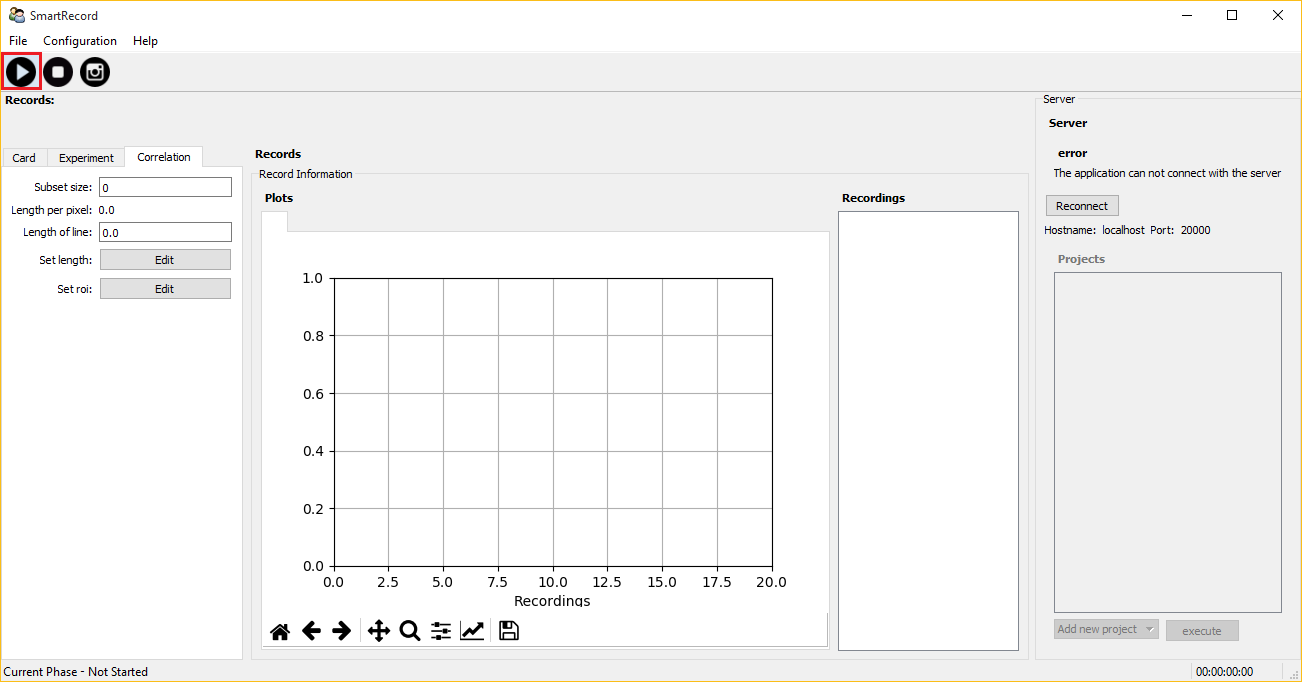 SmartRecord
File Configuration Help
Records:
Card Experiment Correlation
Subset size: 0
Length per pixel: 0.0
Length of line: 0.0
Set length: Edit
Set roi: Edit
Records
Record Information
Plots
1.0
0.8
0.6
0.4
0.2
0.0
0.0 2.5 5.0 7.5 10.0 12.5 15.0 17.5 20.0
Recordings
Recordings
Server
Server
error
The application can not connect with the server
Reconnect
Hostname: localhost Port: 20000
Projects
Add new project execute
Current Phase - Not Started 00:00:00:00